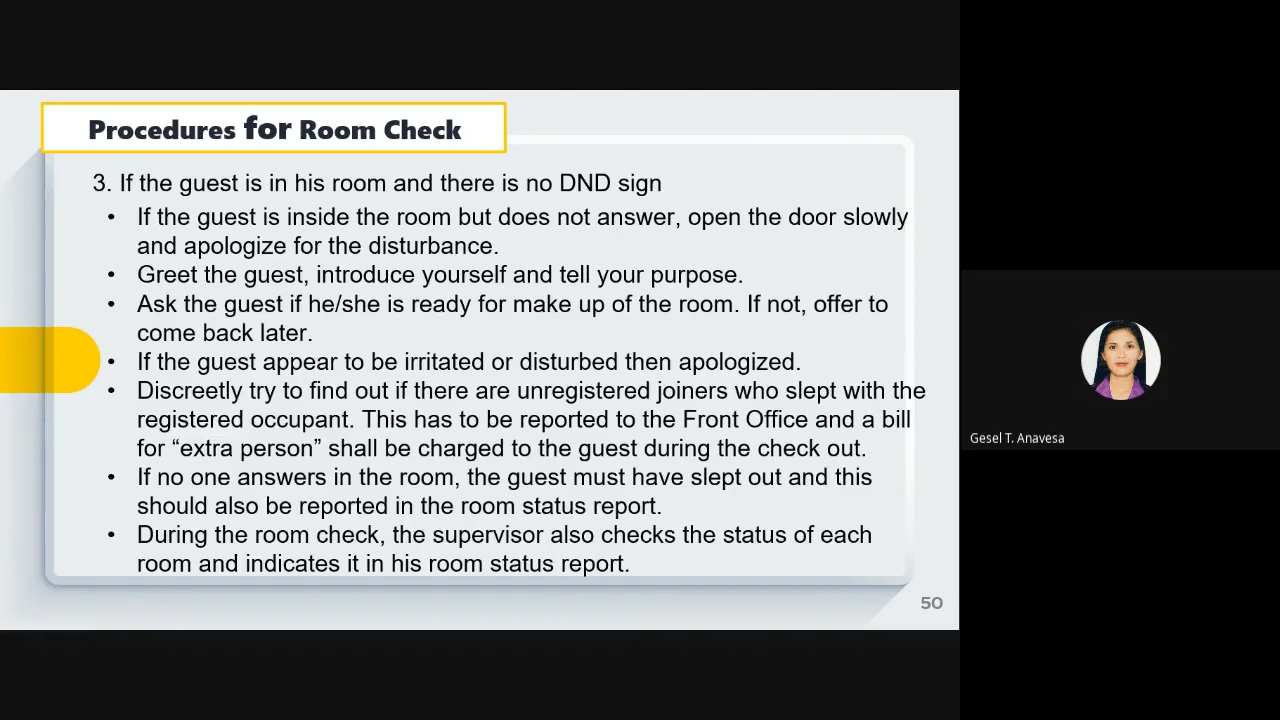 Procedures for Room Check
3. If the guest is in his room and there is no DND sign
• If the guest is inside the room but does not answer, open the door slowly
and apologize for the disturbance.
• Greet the guest, introduce yourself and tell your purpose.
• Ask the guest if he/she is ready for make up of the room. If not, offer to
come back later.
• If the guest appear to be irritated or disturbed then apologized.
• Discreetly try to find out if there are unregistered joiners who slept with the
registered occupant. This has to be reported to the Front Office and a bill
for “extra person” shall be charged to the guest during the check out.
• If no one answers in the room, the guest must have slept out and this
should also be reported in the room status report.
• During the room check, the supervisor also checks the status of each
room and indicates it in his room status report.
50
Gesel T. Anavesa